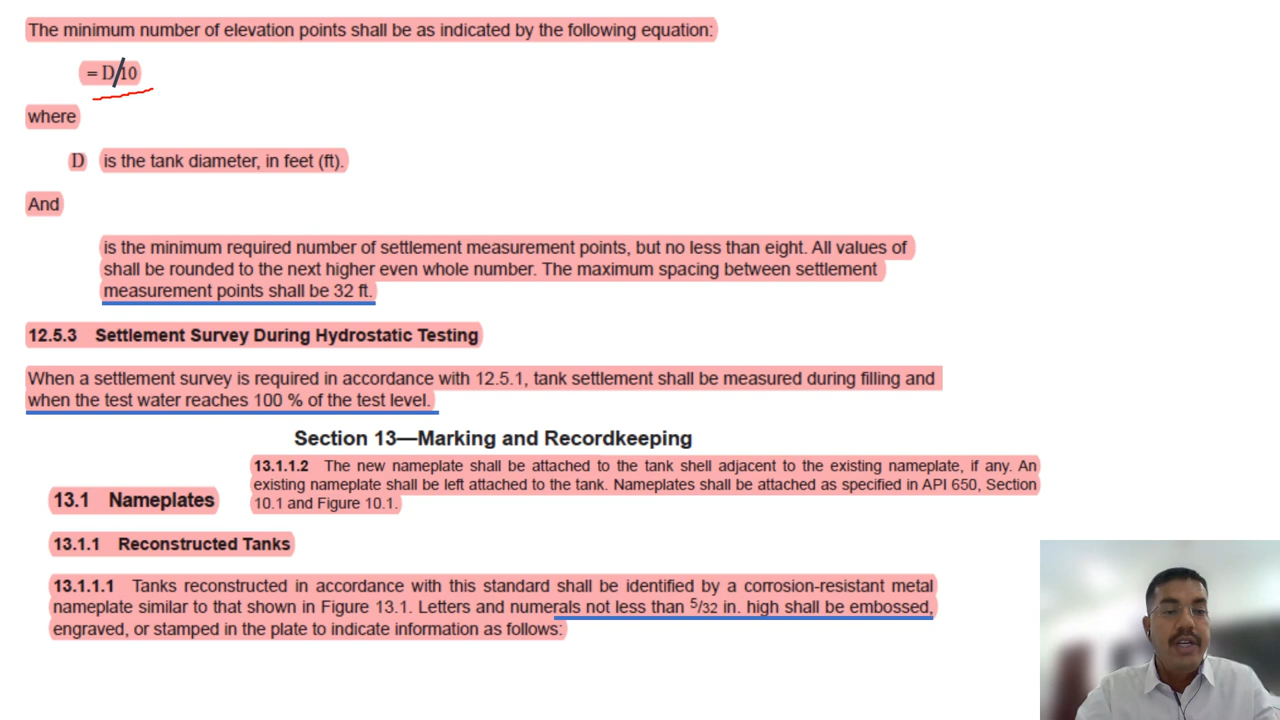 The minimum number of elevation points shall be as indicated by the following equation:
= D/10
where
D is the tank diameter, in feet (ft).
And
is the minimum required number of settlement measurement points, but no less than eight. All values of
shall be rounded to the next higher even whole number. The maximum spacing between settlement
measurement points shall be 32 ft.
12.5.3 Settlement Survey During Hydrostatic Testing
When a settlement survey is required in accordance with 12.5.1, tank settlement shall be measured during filling and
when the test water reaches 100 % of the test level.
Section 13—Marking and Recordkeeping
13.1.1.2 The new nameplate shall be attached to the tank shell adjacent to the existing nameplate, if any. An
existing nameplate shall be left attached to the tank. Nameplates shall be attached as specified in API 650, Section
10.1 and Figure 10.1.
13.1 Nameplates
13.1.1 Reconstructed Tanks
13.1.1.1 Tanks reconstructed in accordance with this standard shall be identified by a corrosion-resistant metal
nameplate similar to that shown in Figure 13.1. Letters and numerals not less than 5/32 in. high shall be embossed,
engraved, or stamped in the plate to indicate information as follows: